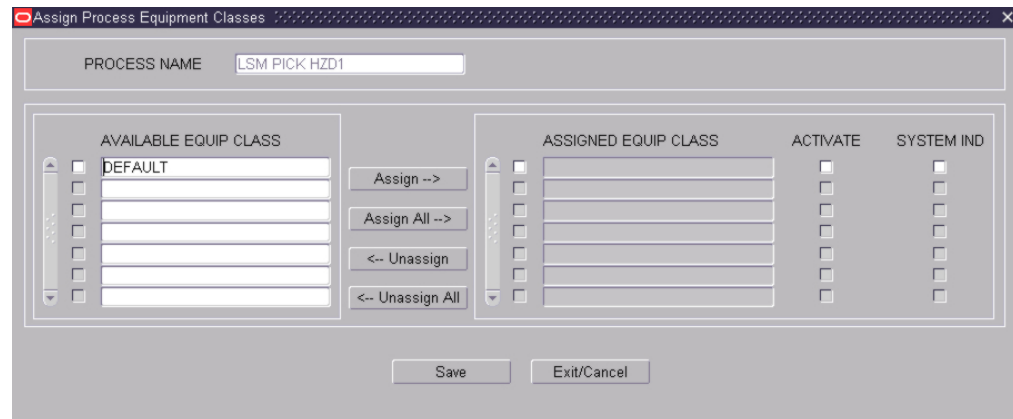 Assign Process Equipment Classes
PROCESS NAME LSM PICK HZD1
AVAILABLE EQUIP CLASS ASSIGNED EQUIP CLASS ACTIVATE SYSTEM IND
DEFAULT
Assign -->
Assign All -->
<-- Unassign
<-- Unassign All
Save Exit/Cancel